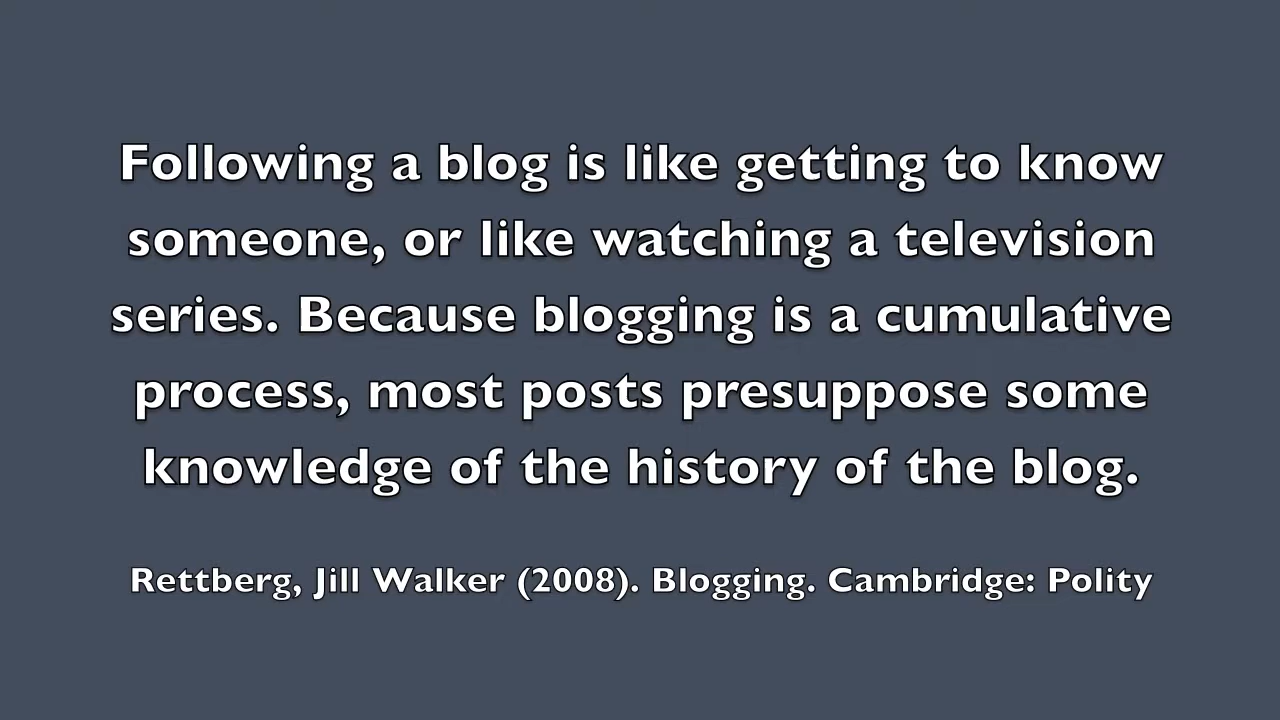 Following a blog is like getting to know
someone, or like watching a television
series. Because blogging is a cumulative
process, most posts presuppose some
knowledge of the history of the blog.
Rettberg, Jill Walker (2008). Blogging. Cambridge: Polity